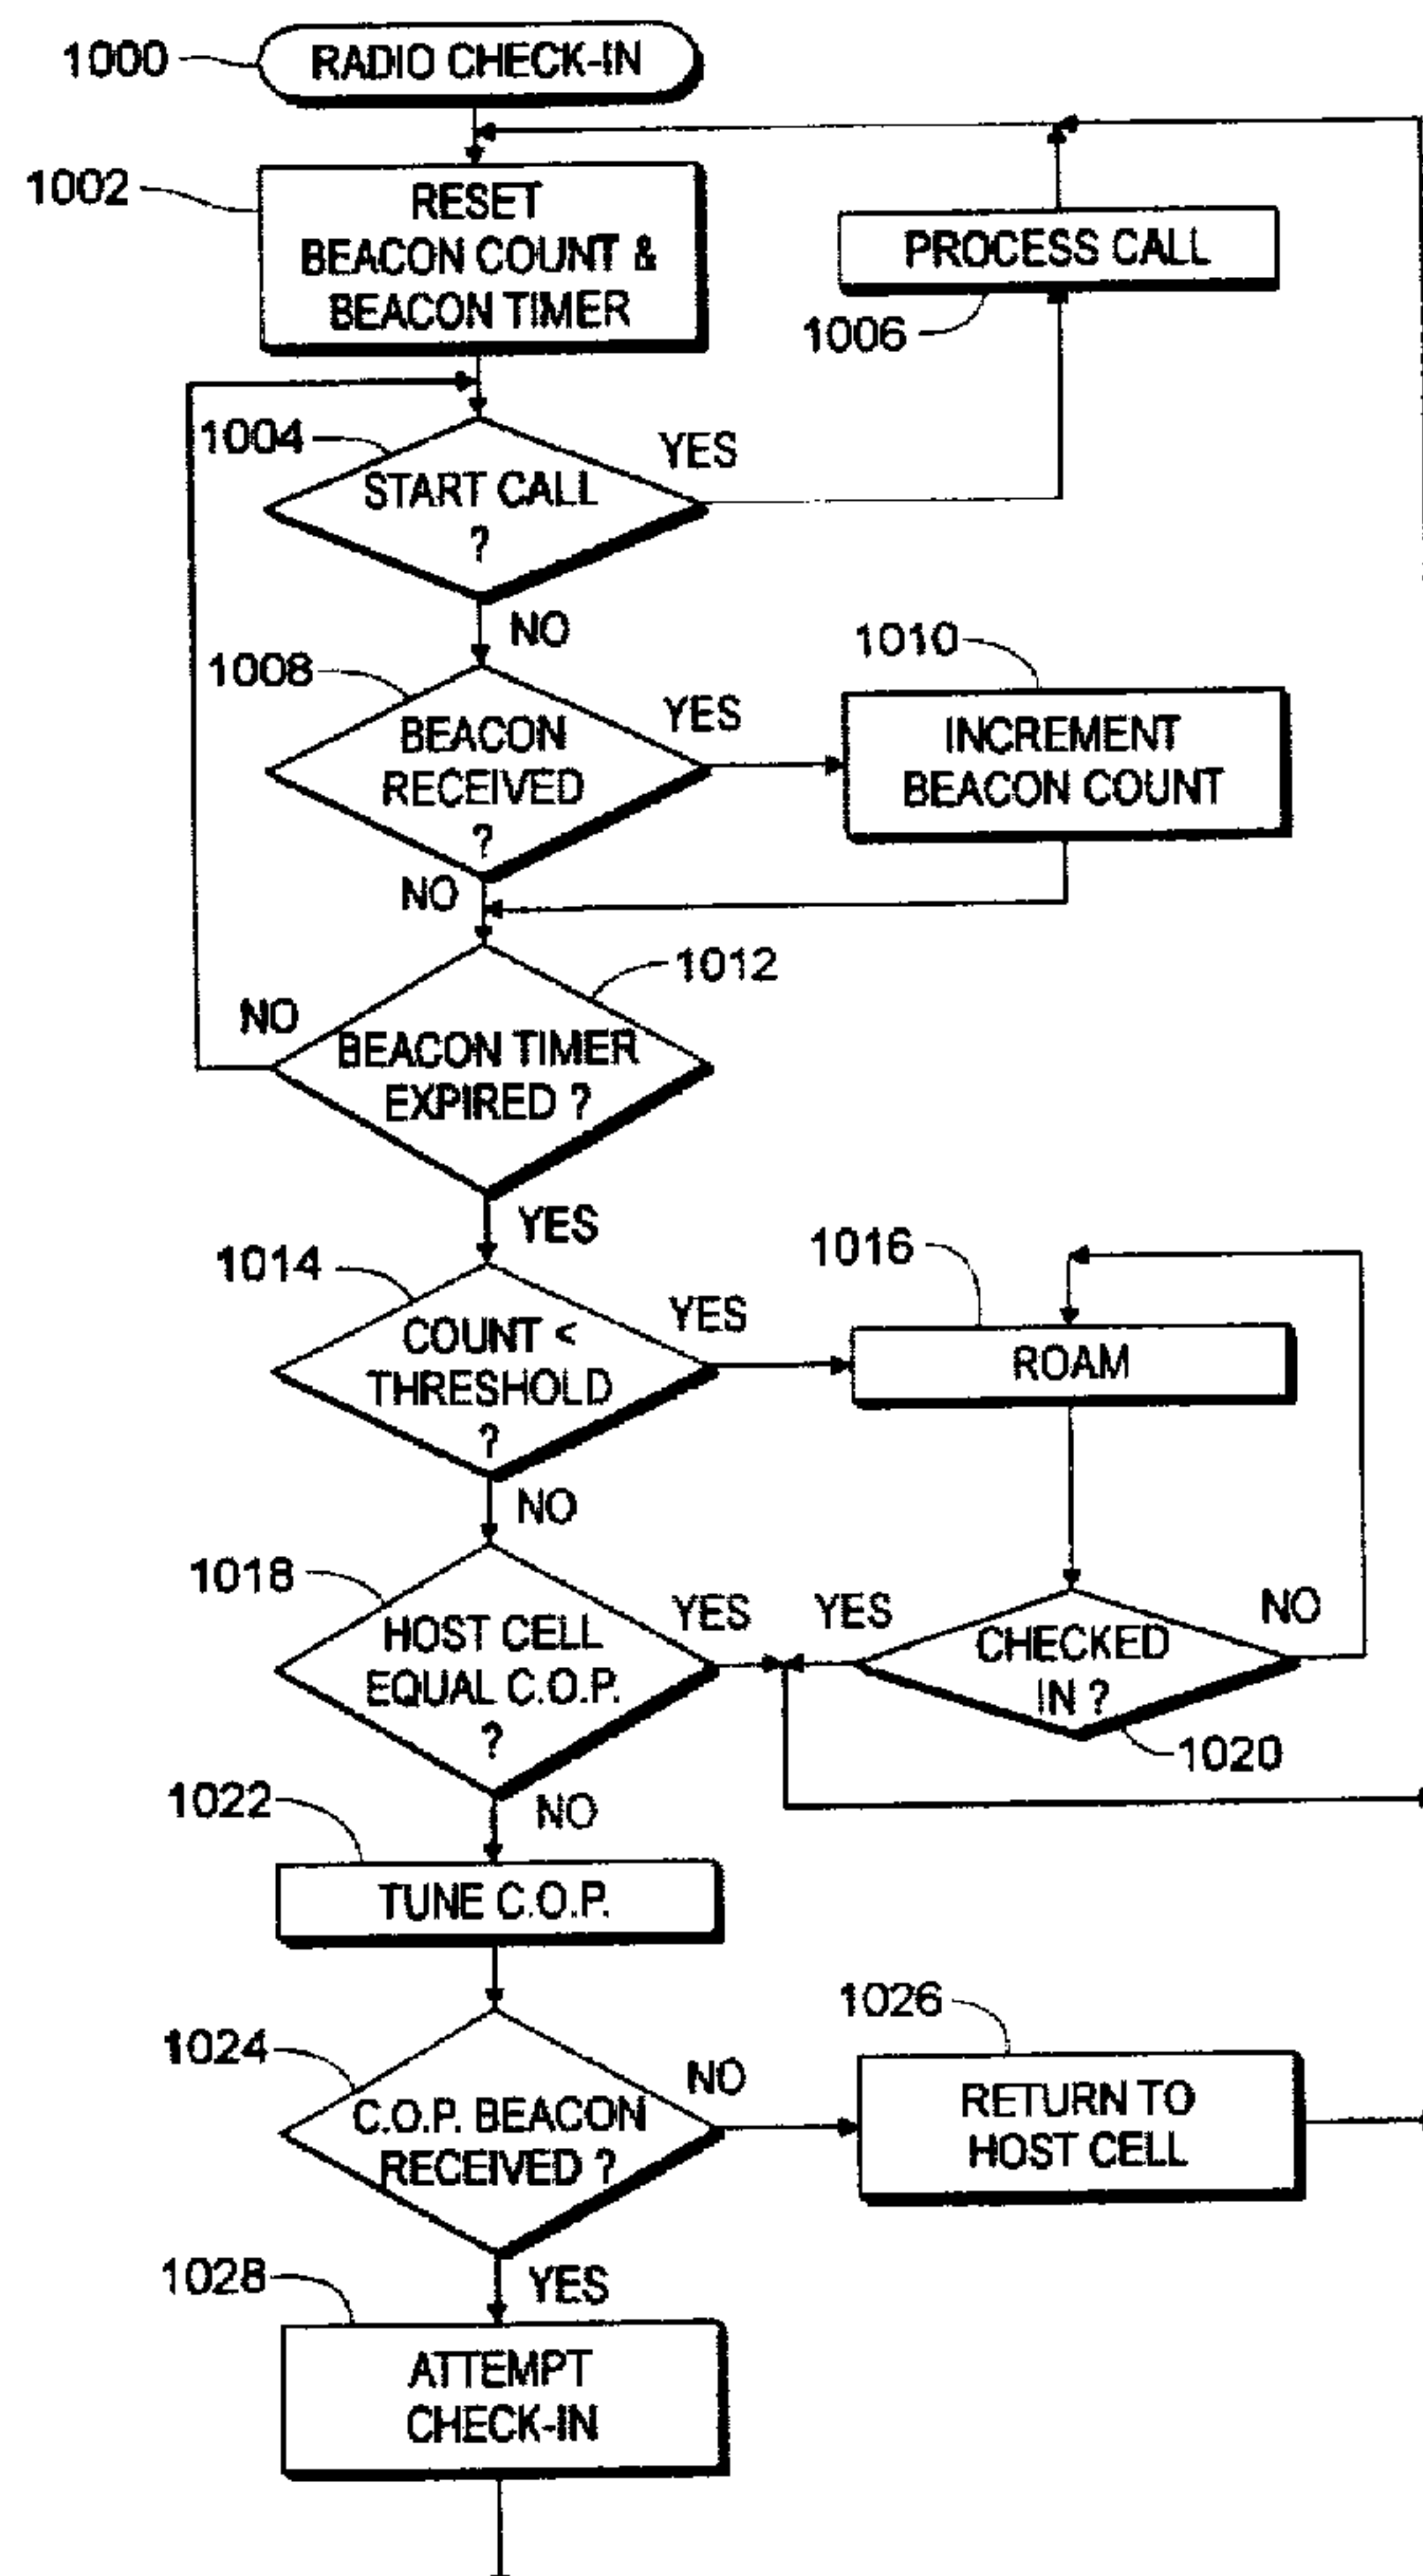 1000
RADIO CHECK-IN
1002
RESET
BEACON COUNT &
BEACON TIMER
PROCESS CALL
1006
1004
START CALL
?
YES
NO
1008
BEACON
RECEIVED
?
YES
NO
1010
INCREMENT
BEACON COUNT
1012
BEACON TIMER
EXPIRED ?
NO
YES
1014
COUNT <
THRESHOLD
?
YES
NO
1016
ROAM
1018
HOST CELL
EQUAL C.O.P.
?
YES
NO
YES
CHECKED
IN ?
NO
1020
1022
TUNE C.O.P.
1024
C.O.P. BEACON
RECEIVED ?
NO
YES
1026
RETURN TO
HOST CELL
1028
ATTEMPT
CHECK-IN